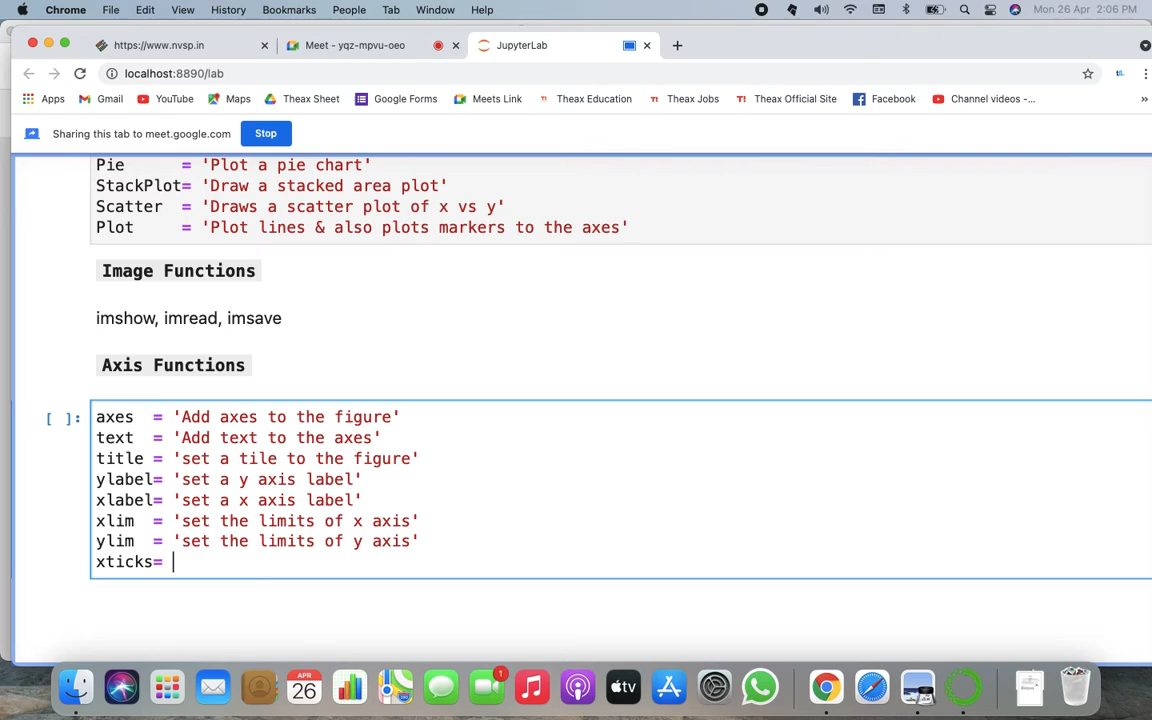 Chrome File Edit View History Bookmarks People Tab Window Help Mon 26 Apr 2:06 PM
https://www.nvsp.in Meet - yqz-mpvu-oeo JupyterLab
localhost:8890/lab
Apps Gmail YouTube Maps Theax Sheet Google Forms Meets Link Theax Education Theax Jobs Theax Official Site Facebook Channel videos -... »
Sharing this tab to meet.google.com Stop
Pie = 'Plot a pie chart'
StackPlot= 'Draw a stacked area plot'
Scatter = 'Draws a scatter plot of x vs y'
Plot = 'Plot lines & also plots markers to the axes'
Image Functions
imshow, imread, imsave
Axis Functions
[ ]: axes = 'Add axes to the figure'
text = 'Add text to the axes'
title = 'set a tile to the figure'
ylabel= 'set a y axis label'
xlabel= 'set a x axis label'
xlim = 'set the limits of x axis'
ylim = 'set the limits of y axis'
xticks=
APR
26
1
tv